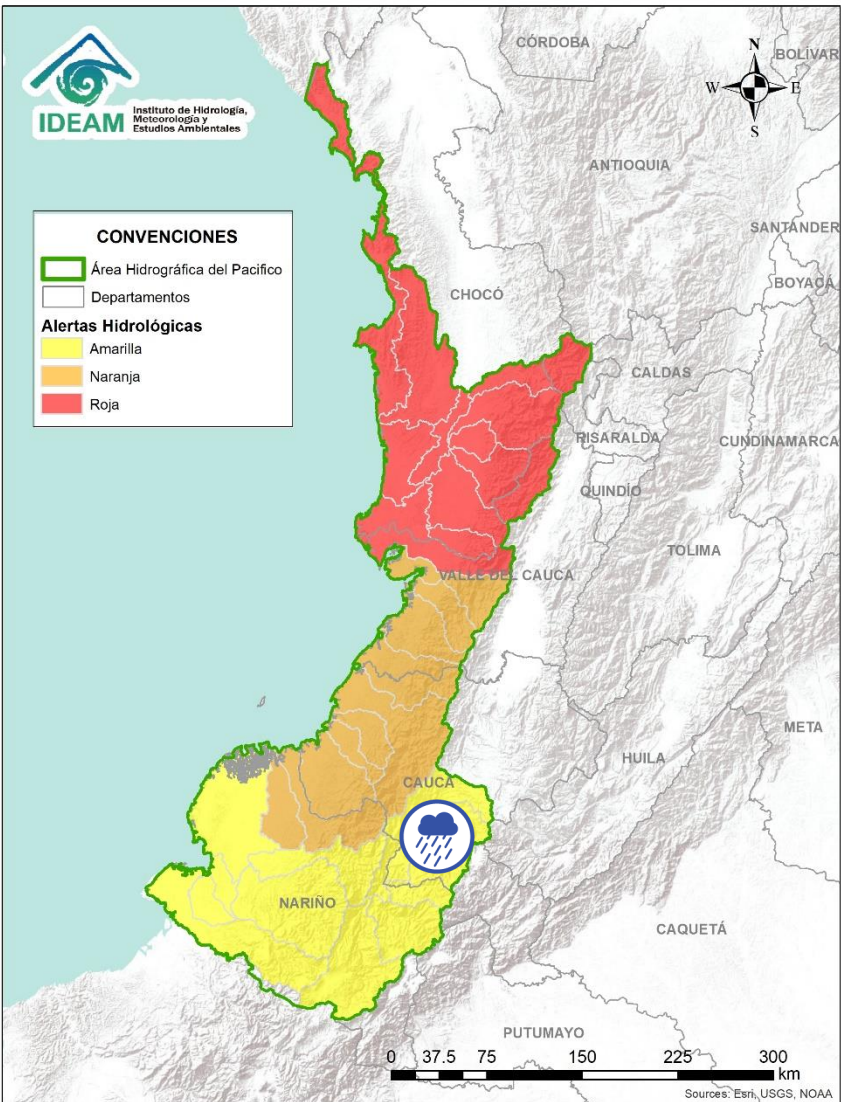 IDEAM
Instituto de Hidrología,
Meteorología y
Estudios Ambientales
N
W
E
S
CÓRDOBA
BOLÍVAR
ANTIOQUIA
SANTANDER
BOYACÁ
CHOCÓ
CALDAS
RISARALDA
CUNDINAMARCA
QUINDÍO
TOLIMA
VALLE DEL CAUCA
META
HUILA
CAUCA
NARIÑO
CAQUETÁ
PUTUMAYO
CONVENCIONES
Área Hidrográfica del Pacifico
Departamentos
Alertas Hidrológicas
Amarilla
Naranja
Roja
0 37.5 75 150 225 300
km
Sources: Esri, USGS, NOAA